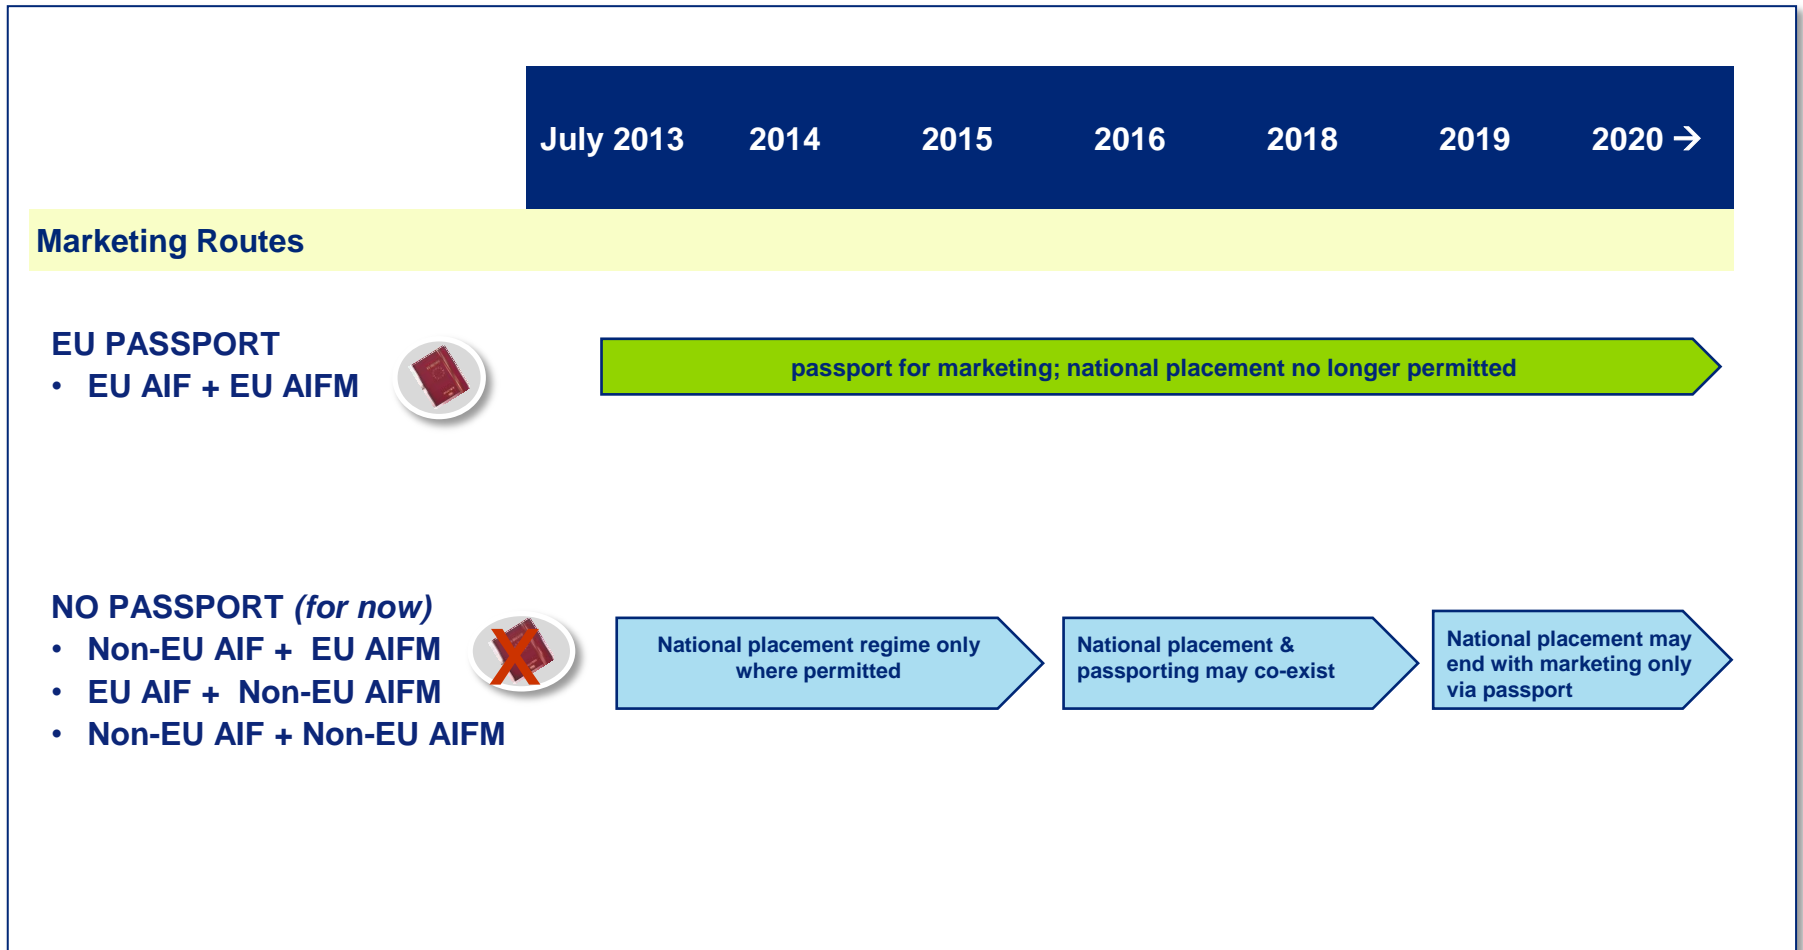 July 2013 2014 2015 2016 2018 2019 2020 →
Marketing Routes
EU PASSPORT
• EU AIF + EU AIFM
passport for marketing; national placement no longer permitted
NO PASSPORT (for now)
• Non-EU AIF + EU AIFM
• EU AIF + Non-EU AIFM
• Non-EU AIF + Non-EU AIFM
X
National placement regime only
where permitted
National placement &
passporting may co-exist
National placement may
end with marketing only
via passport